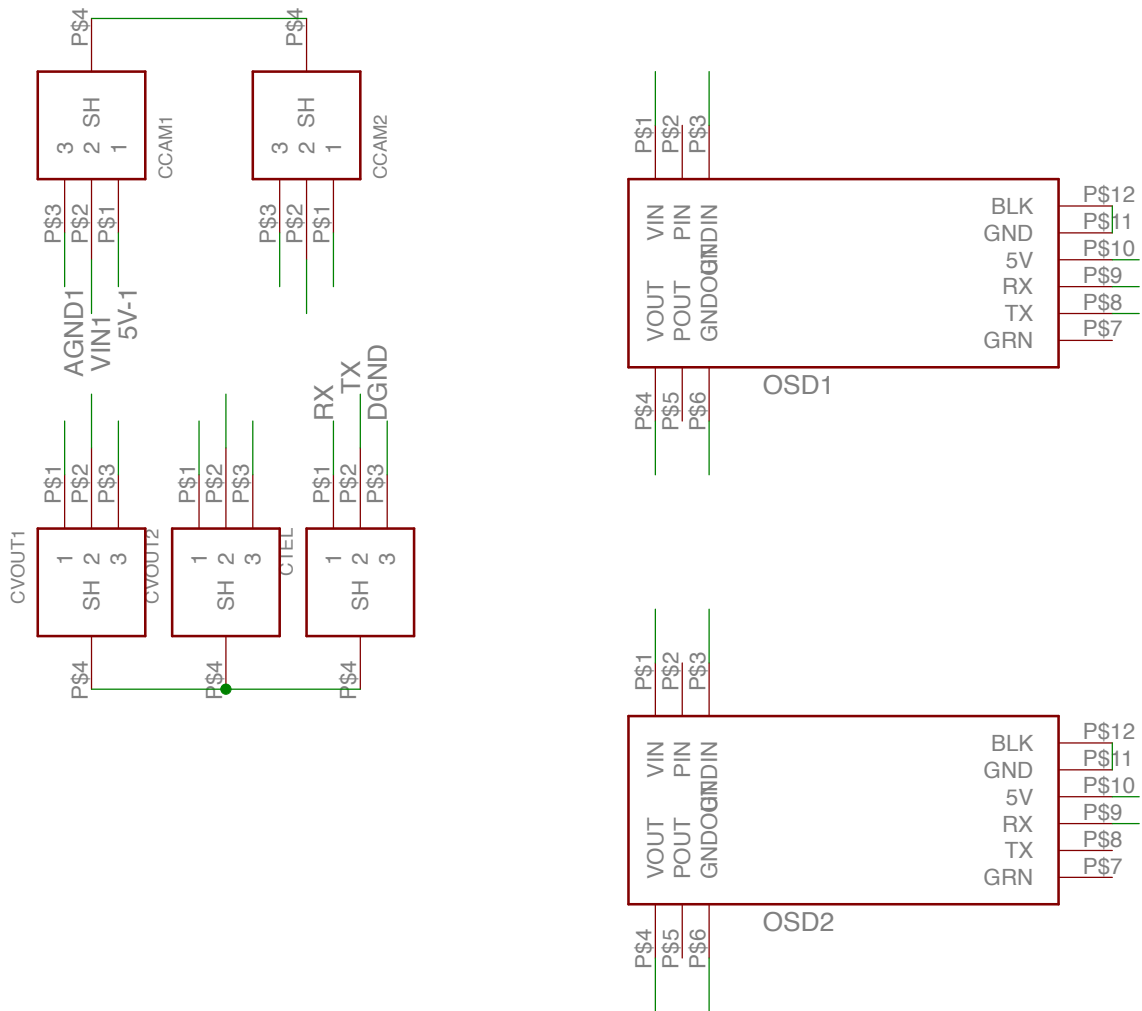 P$4
P$4
SH
3 2 1
CCAM1
SH
3 2 1
CCAM2
P$3
P$2
P$1
P$3
P$2
P$1
AGND1
VIN1
5V-1
RX
TX
DGND
P$1
P$2
P$3
P$1
P$2
P$3
P$1
P$2
P$3
CVOUT1
1 2 3
SH
CVOUT2
1 2 3
SH
CTEL
1 2 3
SH
P$4
P$4
P$4
P$1
P$2
P$3
VIN
PIN
GNDIN
VOUT
POUT
GNDOUT
BLK
GND
5V
RX
TX
GRN
P$12
P$11
P$10
P$9
P$8
P$7
P$4
P$5
P$6
OSD1
P$1
P$2
P$3
VIN
PIN
GNDIN
VOUT
POUT
GNDOUT
BLK
GND
5V
RX
TX
GRN
P$12
P$11
P$10
P$9
P$8
P$7
P$4
P$5
P$6
OSD2